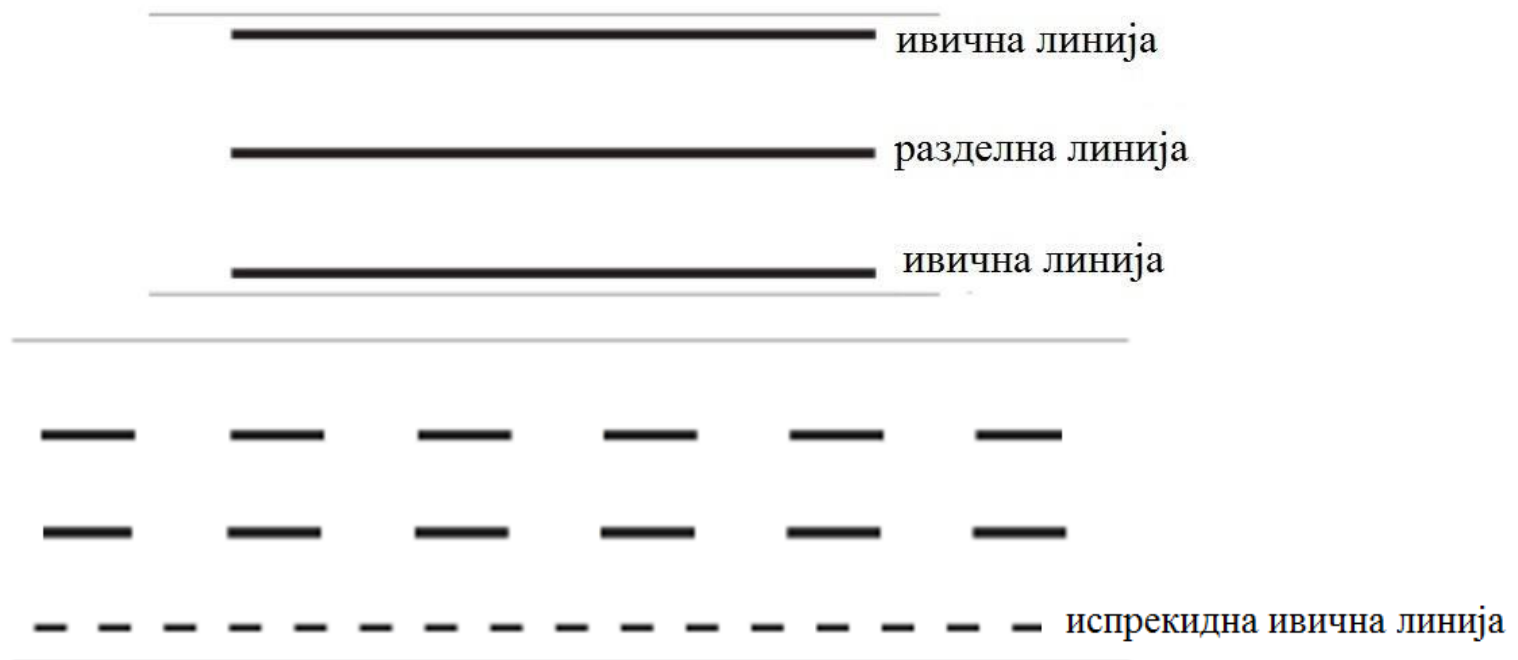 ивична линија
разделна линија
ивична линија
испрекидна ивична линија